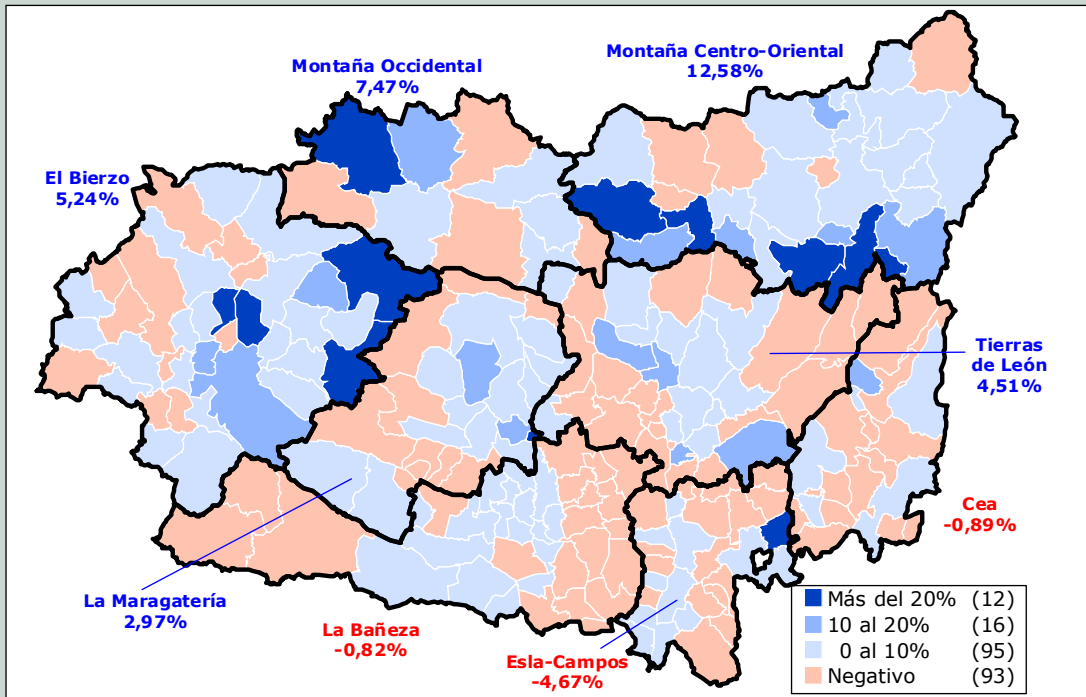 Montaña Occidental
7,47%
Montaña Centro-Oriental
12,58%
El Bierzo
5,24%
Tierras
de León
4,51%
Cea
-0,89%
La Maragatería
2,97%
La Bañeza
-0,82%
Esla-Campos
-4,67%
Más del 20% (12)
10 al 20% (16)
0 al 10% (95)
Negativo (93)